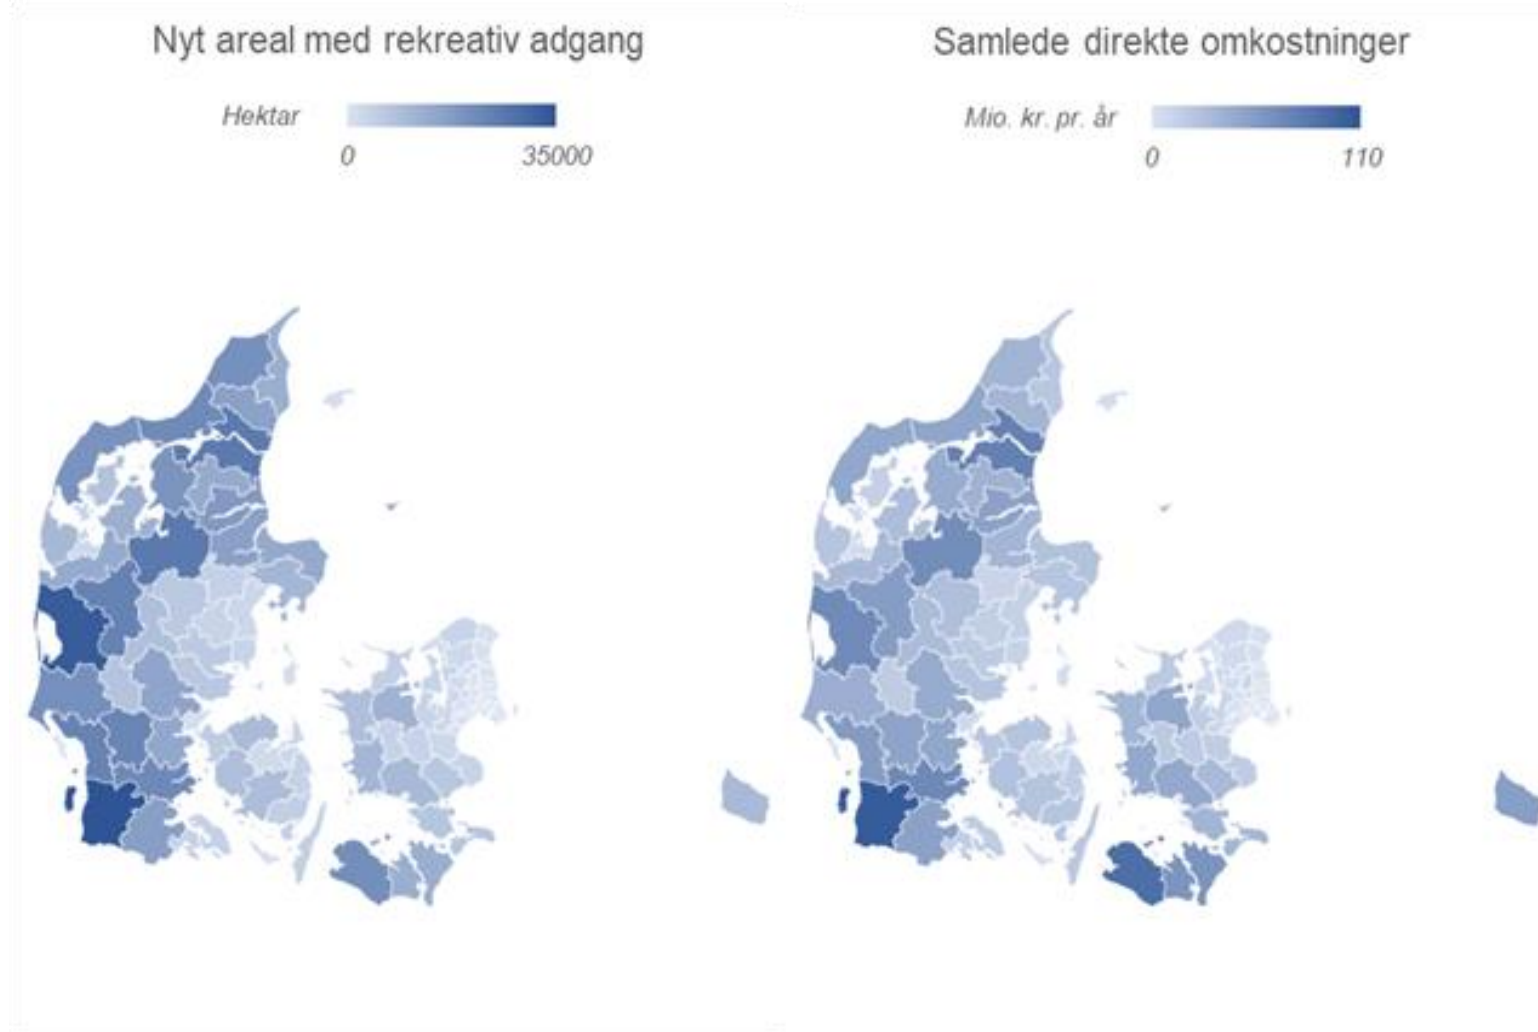 Nyt areal med rekreativ adgang
Hektar
0 35000
Samlede direkte omkostninger
Mio. kr. pr. år
0 110